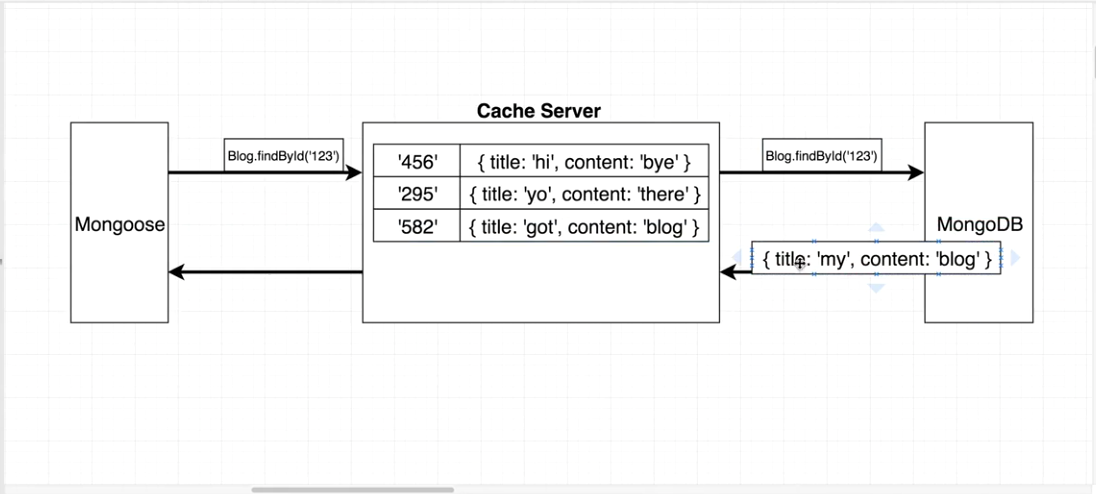 Cache Server
Blog.findById('123')
Blog.findById('123')
'456' { title: 'hi', content: 'bye' }
'295' { title: 'yo', content: 'there' }
'582' { title: 'got', content: 'blog' }
Mongoose
MongoDB
{ title: 'my', content: 'blog' }